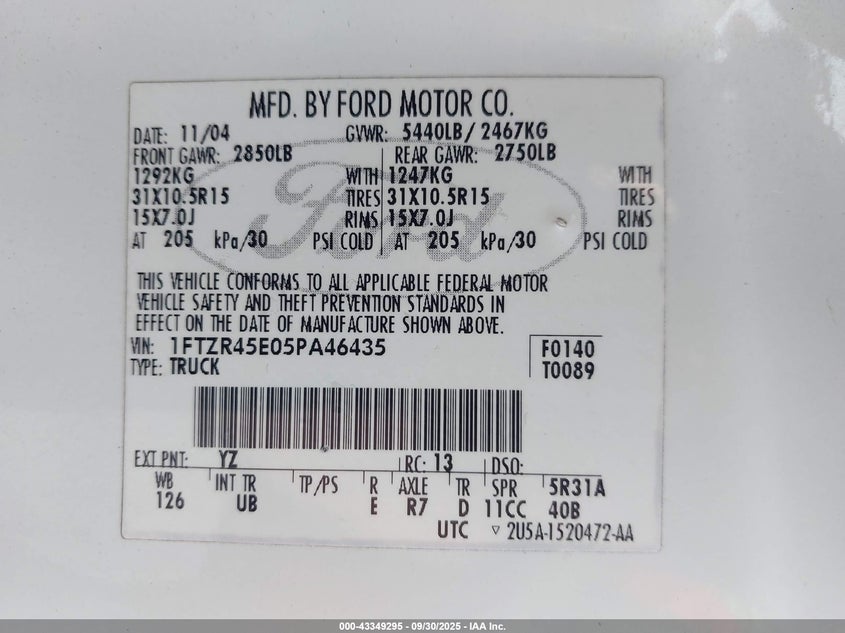 MFD. BY FORD MOTOR CO.
DATE: 11/04 GVWR: 5440LB / 2467KG
FRONT GAWR: 2850LB REAR GAWR: 2750LB
1292KG WITH 1247KG WITH
31X10.5R15 TIRES 31X10.5R15 TIRES
15X7.0J RIMS 15X7.0J RIMS
AT 205 kPa/30 PSI COLD AT 205 kPa/30 PSI COLD
Ford
THIS VEHICLE CONFORMS TO ALL APPLICABLE FEDERAL MOTOR
VEHICLE SAFETY AND THEFT PREVENTION STANDARDS IN
EFFECT ON THE DATE OF MANUFACTURE SHOWN ABOVE.
VIN: 1FTZR45E05PA46435 F0140
TYPE: TRUCK T0089
EXT PNT: YZ RC: 13 DSO:
WB INT TR TP/PS R AXLE TR SPR 5R31A
126 UB E R7 D 11CC 40B
UTC ▽ 2U5A-1520472-AA
000-43349295 - 09/30/2025 - IAA Inc.